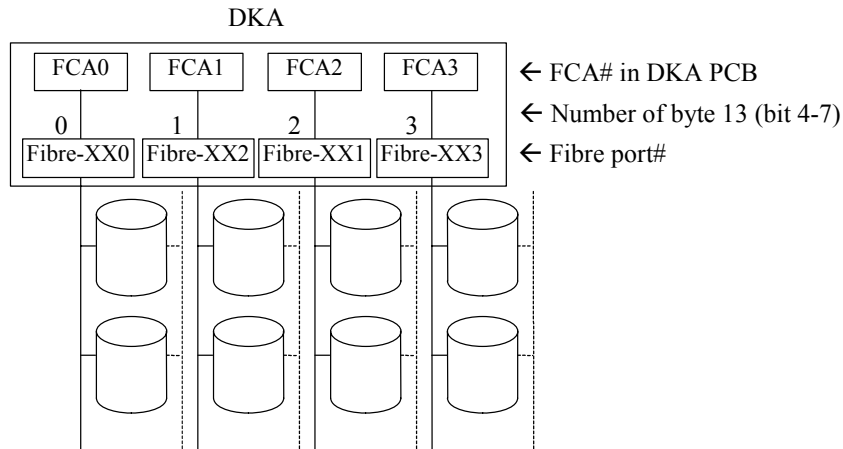 DKA
FCA0 FCA1 FCA2 FCA3 ← FCA# in DKA PCB
0 1 2 3 ← Number of byte 13 (bit 4-7)
Fibre-XX0 Fibre-XX2 Fibre-XX1 Fibre-XX3 ← Fibre port#